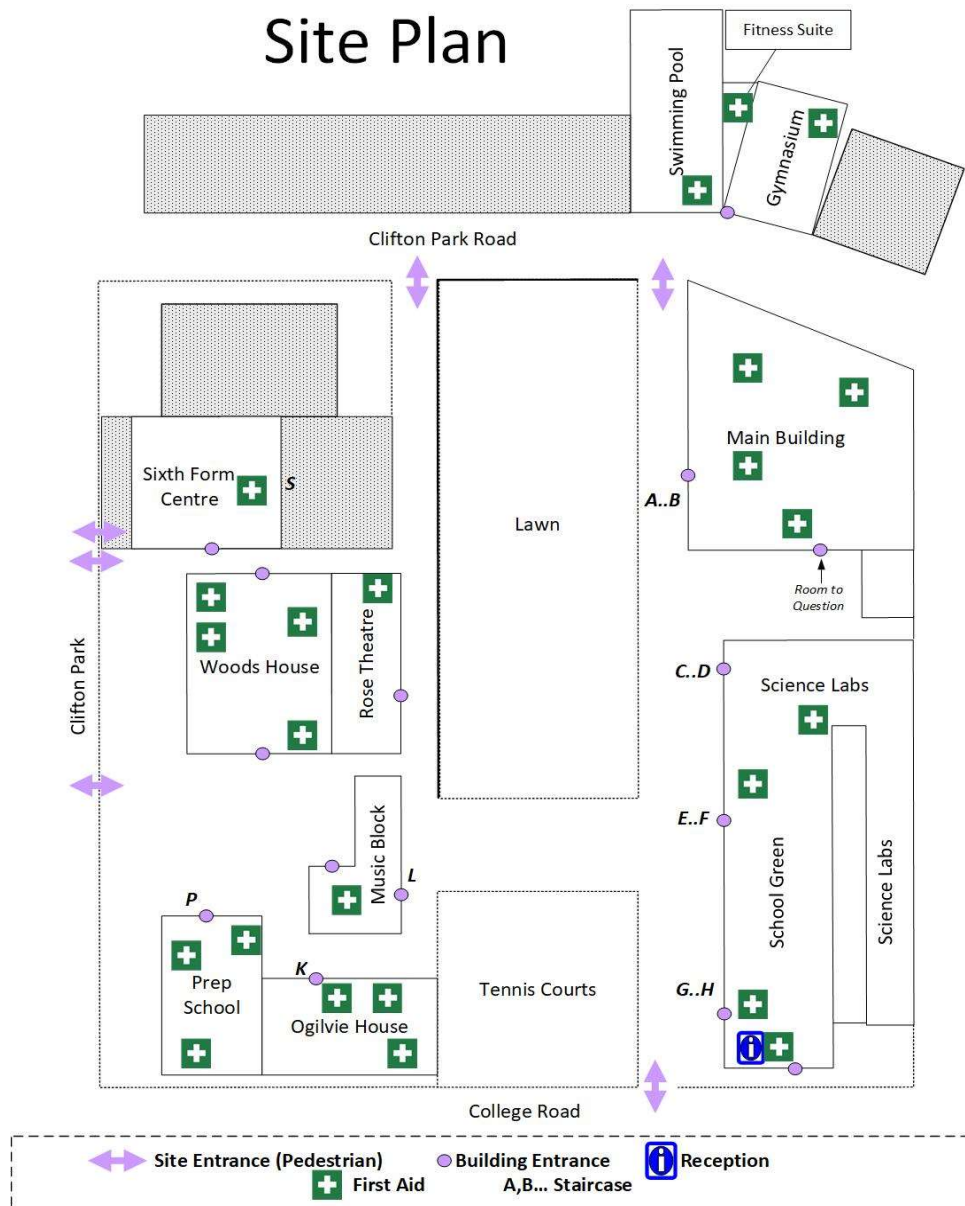 Site Plan
Fitness Suite
Swimming Pool
Gymnasium
Clifton Park Road
Main Building
Sixth Form
Centre
S
A..B
Lawn
Room to
Question
Clifton Park
Woods House
Rose Theatre
C..D
Science Labs
E..F
Music Block
L
School Green
Science Labs
P
K
Prep
School
Ogilvie House
Tennis Courts
G..H
College Road
Site Entrance (Pedestrian)
Building Entrance
Reception
First Aid
A,B... Staircase